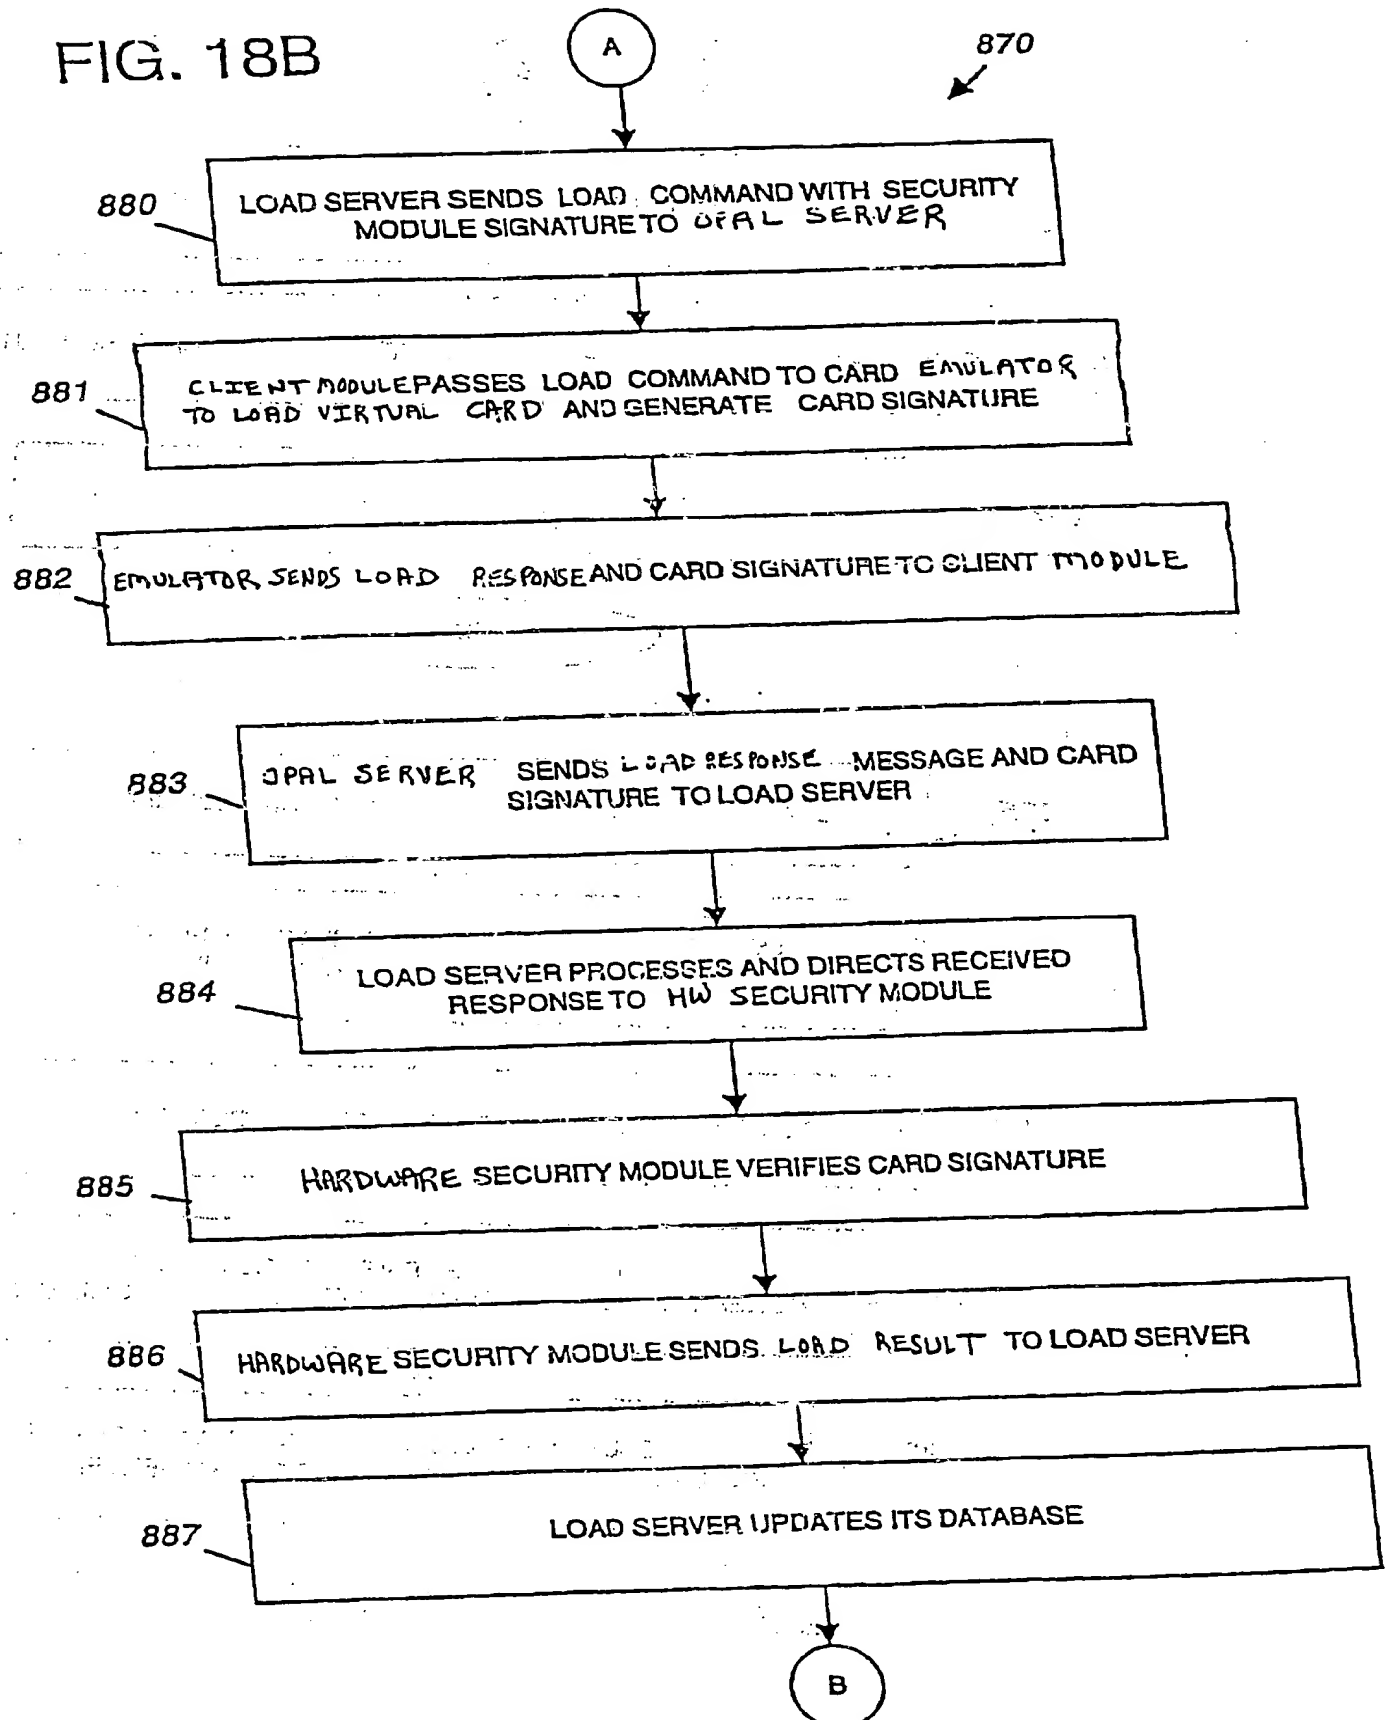 FIG. 18B
A
870
880
LOAD SERVER SENDS LOAD COMMAND WITH SECURITY
MODULE SIGNATURE TO OPAL SERVER
881
CLIENT MODULE PASSES LOAD COMMAND TO CARD EMULATOR
TO LOAD VIRTUAL CARD AND GENERATE CARD SIGNATURE
882
EMULATOR SENDS LOAD RESPONSE AND CARD SIGNATURE TO CLIENT MODULE
883
OPAL SERVER SENDS LOAD RESPONSE MESSAGE AND CARD
SIGNATURE TO LOAD SERVER
884
LOAD SERVER PROCESSES AND DIRECTS RECEIVED
RESPONSE TO HW SECURITY MODULE
885
HARDWARE SECURITY MODULE VERIFIES CARD SIGNATURE
886
HARDWARE SECURITY MODULE SENDS LOAD RESULT TO LOAD SERVER
887
LOAD SERVER UPDATES ITS DATABASE
B